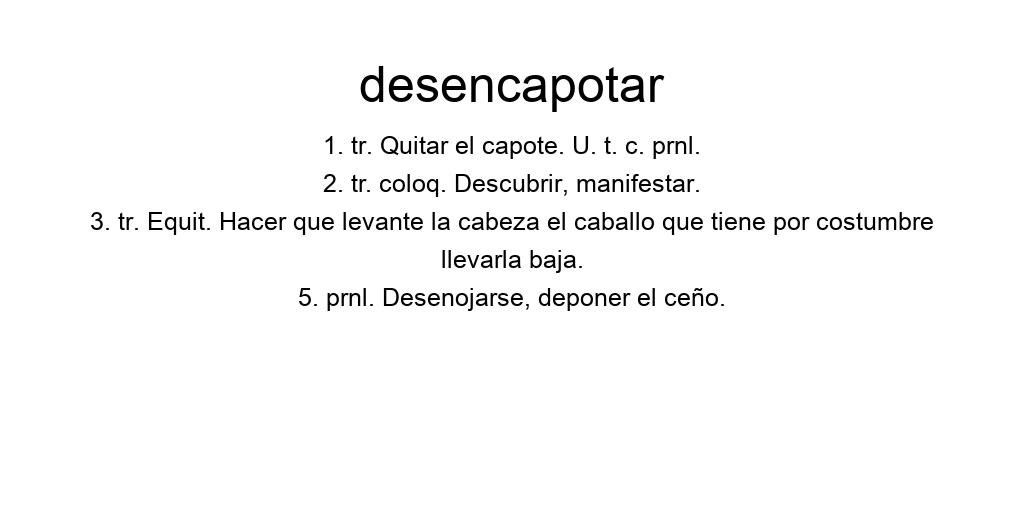 desencapotar
1. tr. Quitar el capote. U. t. c. prnl.
2. tr. coloq. Descubrir, manifestar.
3. tr. Equit. Hacer que levante la cabeza el caballo que tiene por costumbre
llevarla baja.
5. prnl. Desenojarse, deponer el ceño.